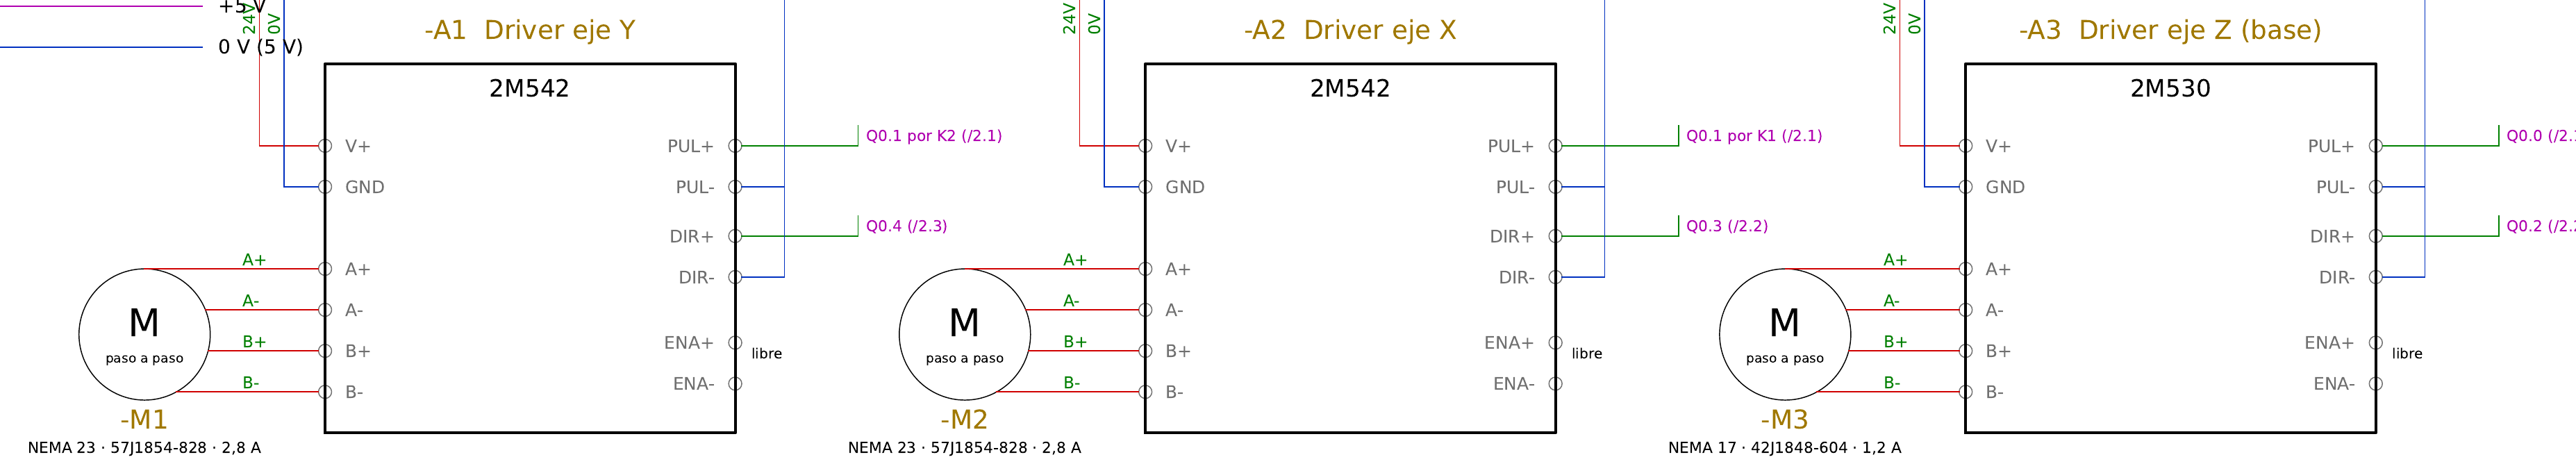 +5 V
0 V (5 V)
24V
0V
-A1 Driver eje Y
2M542
V+
GND
PUL+
PUL-
DIR+
DIR-
Q0.1 por K2 (/2.1)
Q0.4 (/2.3)
A+
A-
B+
B-
A+
A-
B+
B-
ENA+
ENA-
libre
M
paso a paso
-M1
NEMA 23 · 57J1854-828 · 2,8 A
24V
0V
-A2 Driver eje X
2M542
V+
GND
PUL+
PUL-
DIR+
DIR-
Q0.1 por K1 (/2.1)
Q0.3 (/2.2)
A+
A-
B+
B-
A+
A-
B+
B-
ENA+
ENA-
libre
M
paso a paso
-M2
NEMA 23 · 57J1854-828 · 2,8 A
24V
0V
-A3 Driver eje Z (base)
2M530
V+
GND
PUL+
PUL-
DIR+
DIR-
Q0.0
Q0.2
A+
A-
B+
B-
A+
A-
B+
B-
ENA+
ENA-
libre
M
paso a paso
-M3
NEMA 17 · 42J1848-604 · 1,2 A